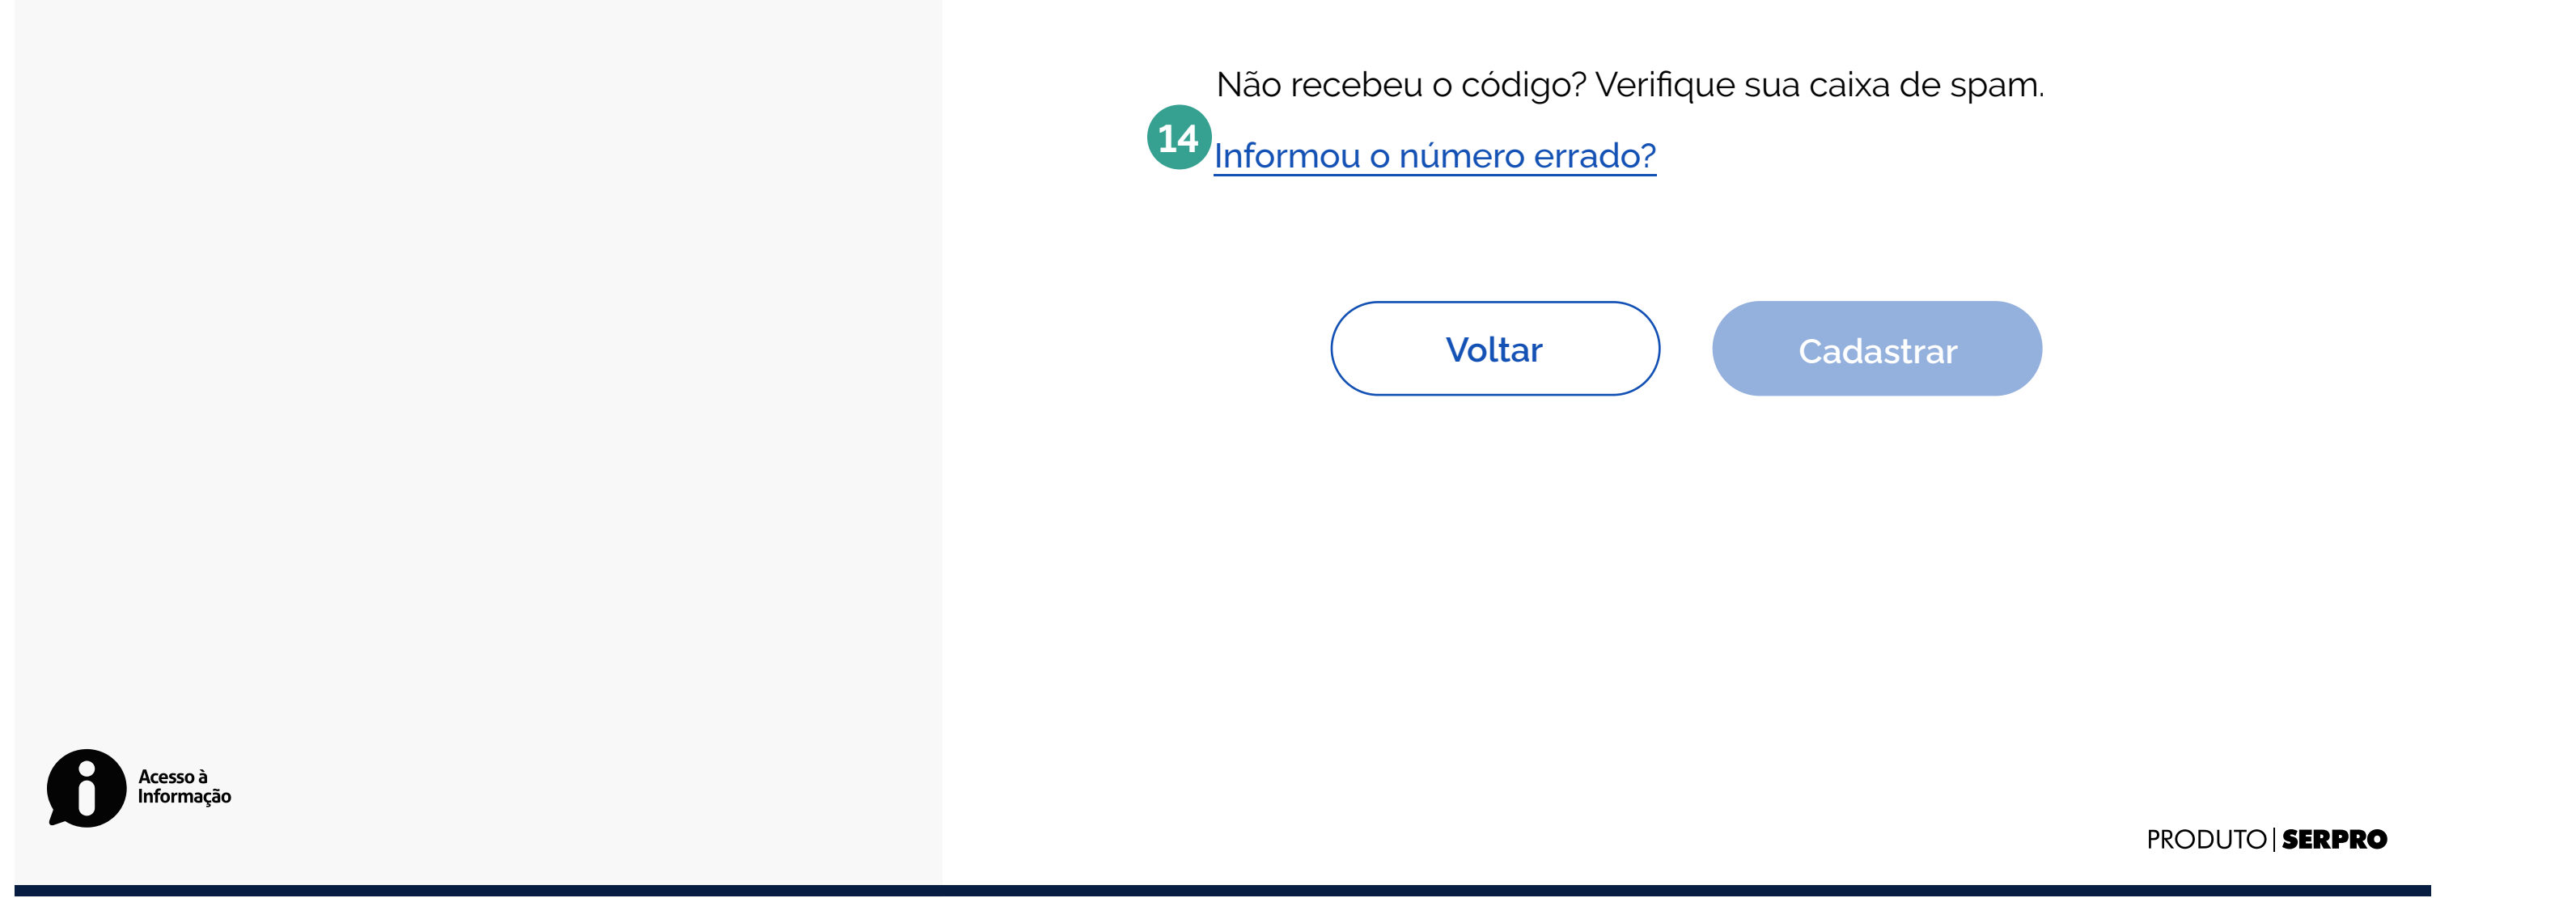 Não recebeu o código? Verifique sua caixa de spam.
14
Informou o número errado?
Voltar
Cadastrar
Acesso à
Informação
PRODUTO | SERPRO